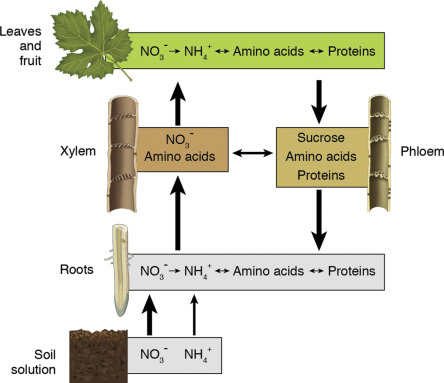 Leaves
and
fruit
NO₃⁻ → NH₄⁺ ↔ Amino acids ↔ Proteins
Xylem
NO₃⁻
Amino acids
Sucrose
Amino acids
Proteins
Phloem
Roots
NO₃⁻ → NH₄⁺ ↔ Amino acids ↔ Proteins
Soil
solution
NO₃⁻ NH₄⁺